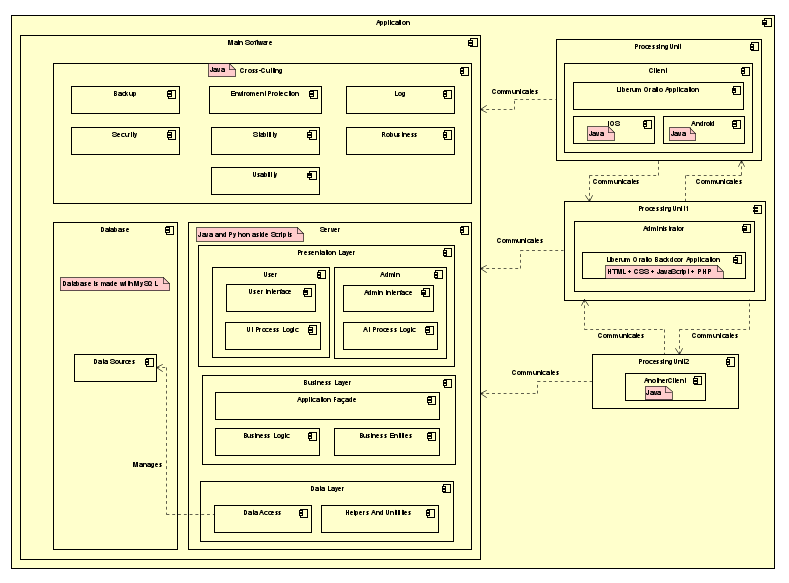 Application
Main Software
Java
Cross-Cutting
Backup
Enviroment Protection
Log
Security
Stability
Robustness
Usability
Database
Database is made with MySQL
Data Sources
Manages
Java and Python aside Scripts
Server
Presentation Layer
User
User Interface
UI Process Logic
Admin
Admin Interface
AI Process Logic
Business Layer
Application Façade
Business Logic
Business Entities
Data Layer
Data Access
Helpers And Utilities
Communicates
Communicates
Communicates
Processing Unit
Client
Liberum Oratio Application
IOS
Java
Android
Java
Communicates
Communicates
Processing Unit1
Administrator
Liberum Oratio Backdoor Application
HTML + CSS + JavaScript + PHP
Communicates
Communicates
Processing Unit2
AnotherClient
Java